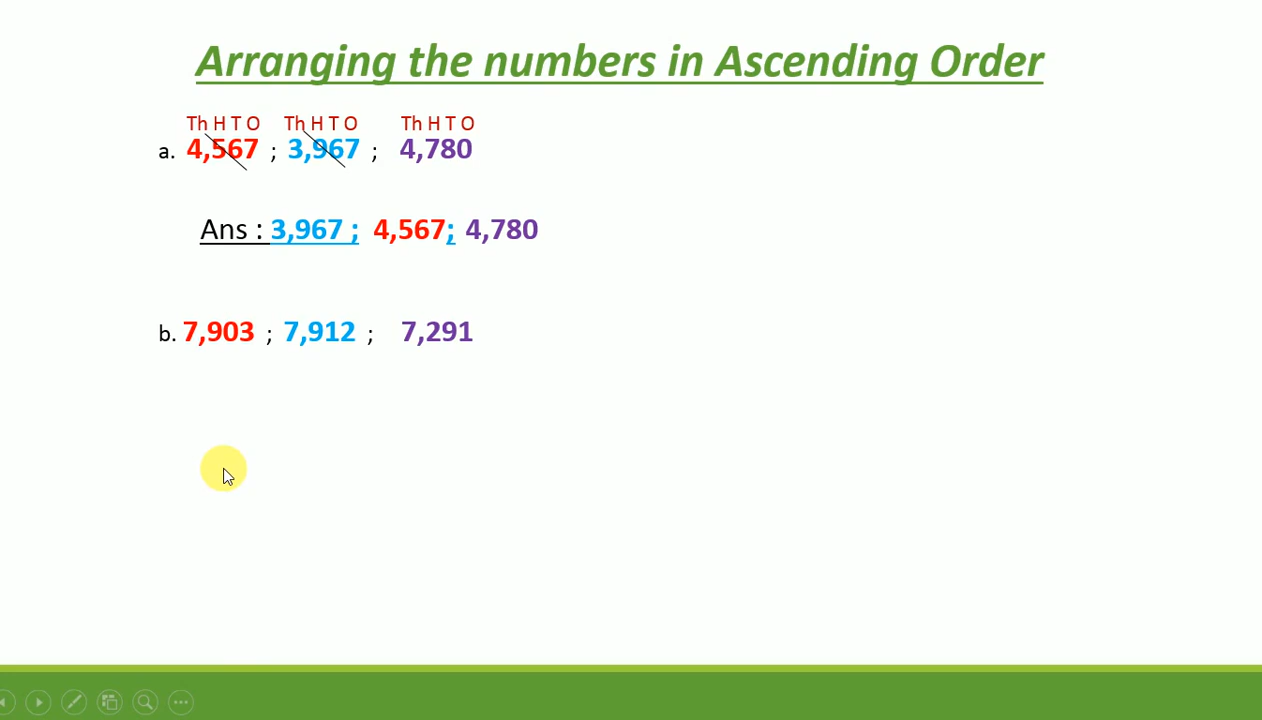 Arranging the numbers in Ascending Order
Th H T O Th H T O Th H T O
a. 4,567 ; 3,967 ; 4,780
Ans : 3,967 ; 4,567; 4,780
b. 7,903 ; 7,912 ; 7,291